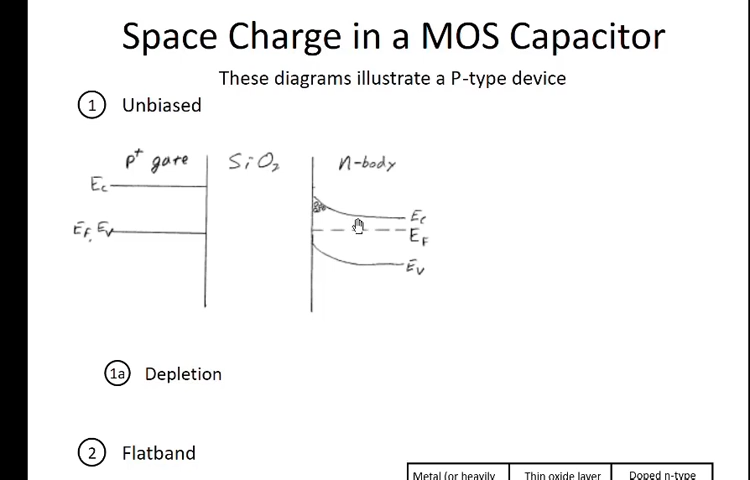 Space Charge in a MOS Capacitor
These diagrams illustrate a P-type device
1 Unbiased
p+ gate SiO2 n-body
Ec
EF, Ev
Ec
EF
Ev
1a Depletion
2 Flatband
Metal (or heavily Thin oxide layer Doped n-type